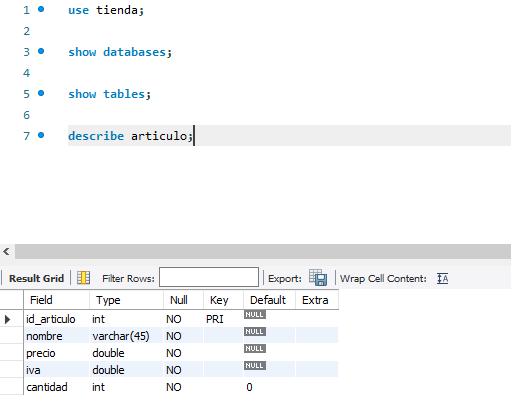 1 use tienda;
2
3 show databases;
4
5 show tables;
6
7 describe articulo;
Result Grid Filter Rows: Export: Wrap Cell Content: IA
Field Type Null Key Default Extra
id_articulo int NO PRI NULL
nombre varchar(45) NO NULL
precio double NO NULL
iva double NO NULL
cantidad int NO 0